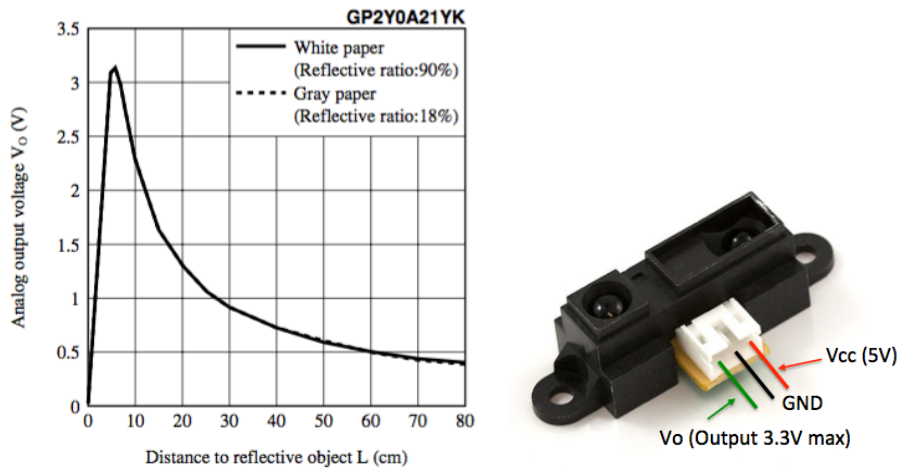 GP2Y0A21YK
3.5
3
2.5
2
1.5
1
0.5
0
Analog output voltage VO (V)
White paper
(Reflective ratio:90%)
Gray paper
(Reflective ratio:18%)
0 10 20 30 40 50 60 70 80
Distance to reflective object L (cm)
Vcc (5V)
GND
Vo (Output 3.3V max)